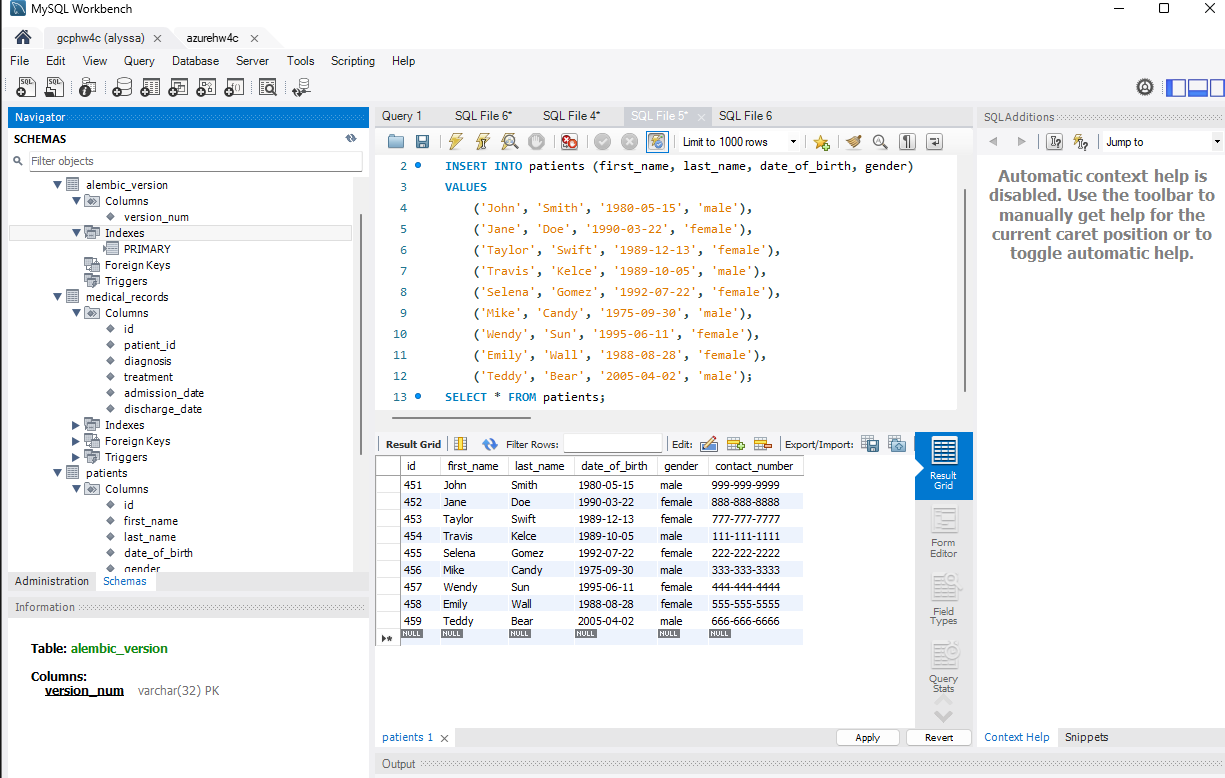 MySQL Workbench
gcphw4c (alyssa)
azurehw4c
File Edit View Query Database Server Tools Scripting Help
Navigator
SCHEMAS
Filter objects
alembic_version
Columns
version_num
Indexes
PRIMARY
Foreign Keys
Triggers
medical_records
Columns
id
patient_id
diagnosis
treatment
admission_date
discharge_date
Indexes
Foreign Keys
Triggers
patients
Columns
id
first_name
last_name
date_of_birth
gender
Administration Schemas
Information
Table: alembic_version
Columns:
version_num varchar(32) PK
Query 1 SQL File 6* SQL File 4* SQL File 5* SQL File 6
Limit to 1000 rows
2 INSERT INTO patients (first_name, last_name, date_of_birth, gender)
3 VALUES
4 ('John', 'Smith', '1980-05-15', 'male'),
5 ('Jane', 'Doe', '1990-03-22', 'female'),
6 ('Taylor', 'Swift', '1989-12-13', 'female'),
7 ('Travis', 'Kelce', '1989-10-05', 'male'),
8 ('Selena', 'Gomez', '1992-07-22', 'female'),
9 ('Mike', 'Candy', '1975-09-30', 'male'),
10 ('Wendy', 'Sun', '1995-06-11', 'female'),
11 ('Emily', 'Wall', '1988-08-28', 'female'),
12 ('Teddy', 'Bear', '2005-04-02', 'male');
13 SELECT * FROM patients;
Result Grid Filter Rows: Edit: Export/Import:
id first_name last_name date_of_birth gender contact_number
451 John Smith 1980-05-15 male 999-999-9999
452 Jane Doe 1990-03-22 female 888-888-8888
453 Taylor Swift 1989-12-13 female 777-777-7777
454 Travis Kelce 1989-10-05 male 111-111-1111
455 Selena Gomez 1992-07-22 female 222-222-2222
456 Mike Candy 1975-09-30 male 333-333-3333
457 Wendy Sun 1995-06-11 female 444-444-4444
458 Emily Wall 1988-08-28 female 555-555-5555
459 Teddy Bear 2005-04-02 male 666-666-6666
NULL NULL NULL NULL NULL NULL
Result
Grid
Form
Editor
Field
Types
Query
Stats
patients 1
Apply Revert
Output
SQLAdditions
Jump to
Automatic context help is
disabled. Use the toolbar to
manually get help for the
current caret position or to
toggle automatic help.
Context Help Snippets